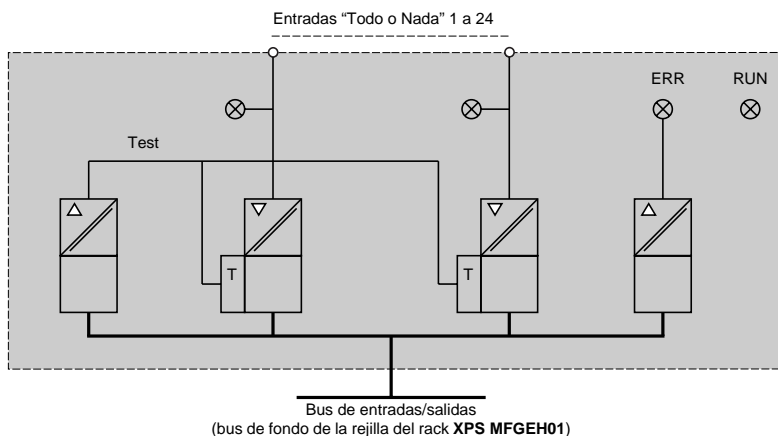 Entradas “Todo o Nada” 1 a 24
ERR
RUN
Test
T
T
Bus de entradas/salidas
(bus de fondo de la rejilla del rack XPS MFGEH01)